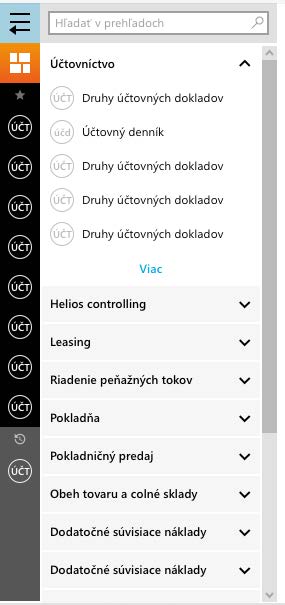 Hľadať v prehľadoch
Účtovníctvo
ÚČT Druhy účtovných dokladov
účd Účtovný denník
ÚČT Druhy účtovných dokladov
ÚČT Druhy účtovných dokladov
ÚČT Druhy účtovných dokladov
Viac
Helios controlling
Leasing
Riadenie peňažných tokov
Pokladňa
Pokladničný predaj
Obeh tovaru a colné sklady
Dodatočné súvisiace náklady
Dodatočné súvisiace náklady
ÚČT
ÚČT
ÚČT
ÚČT
ÚČT
ÚČT
ÚČT
ÚČT
ÚČT